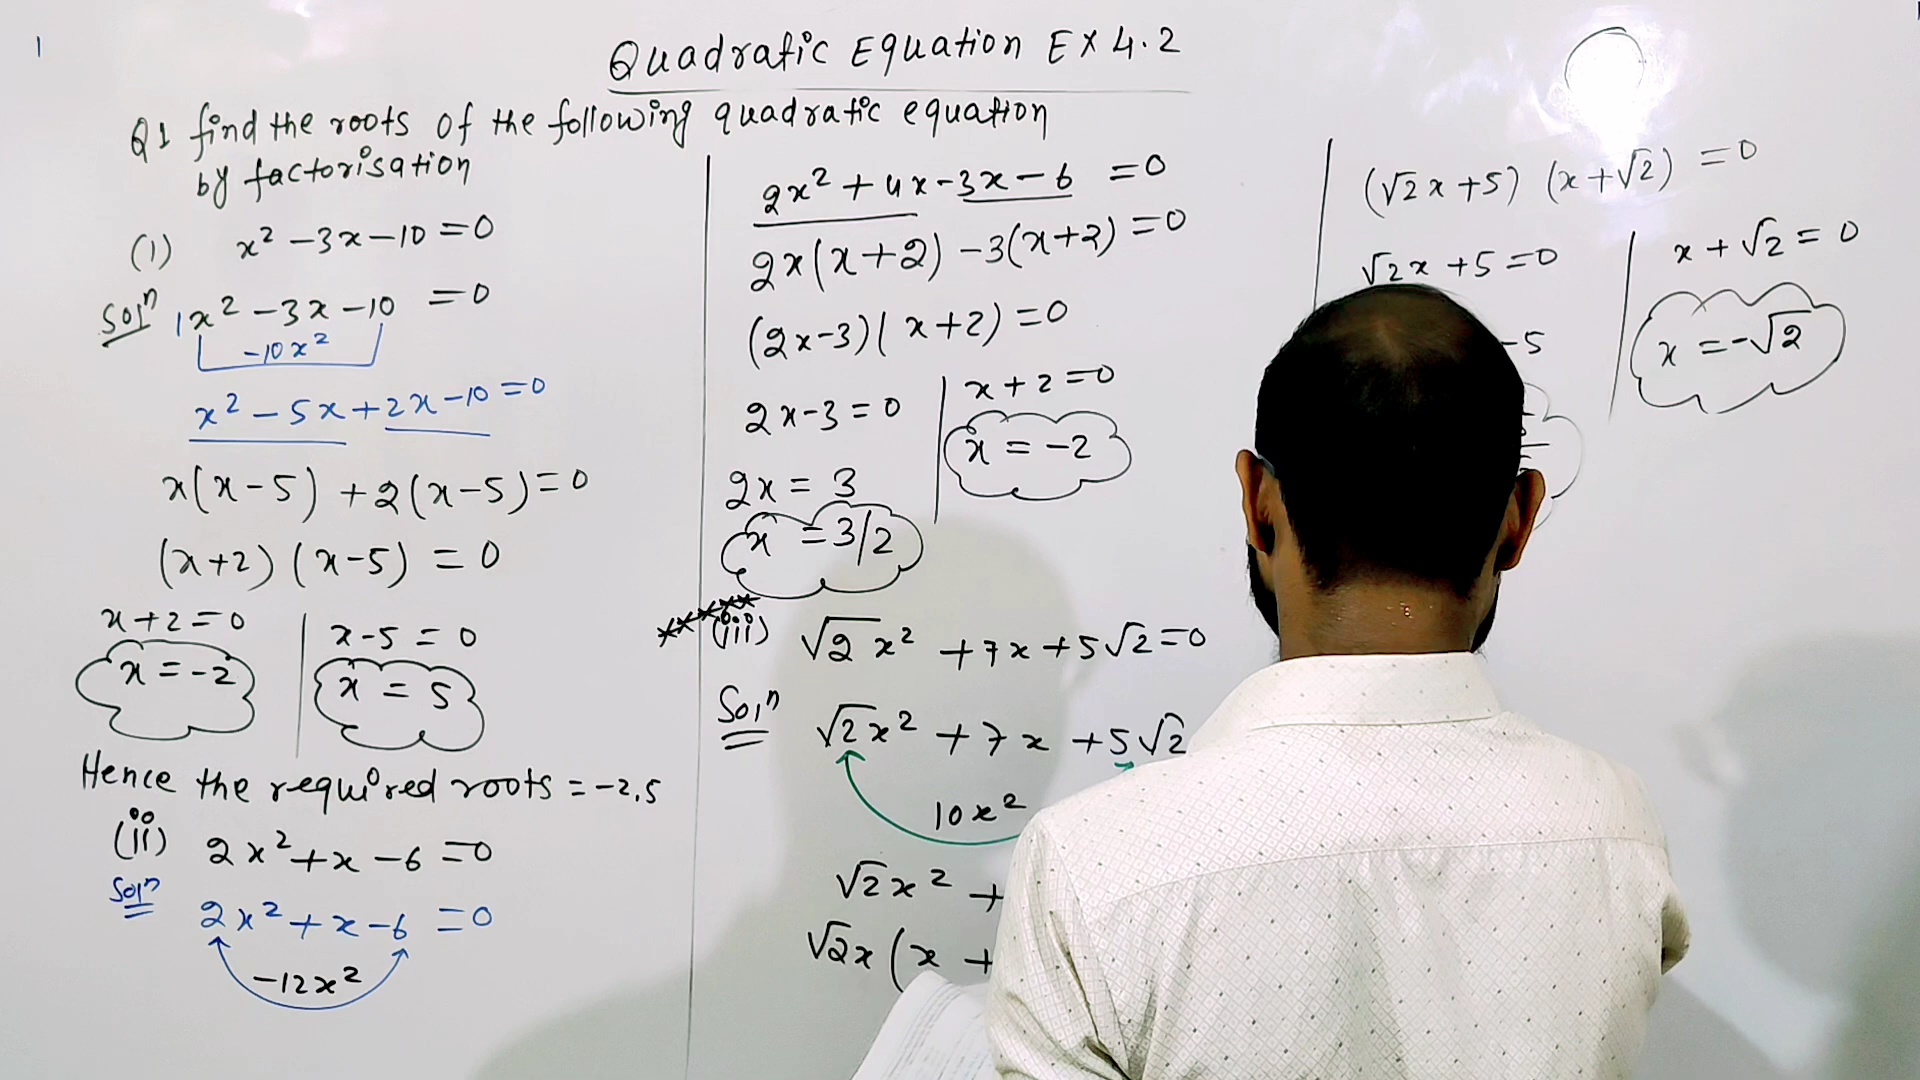 1
Quadratic Equation Ex 4.2
Q1 find the roots of the following quadratic equation
by factorisation
(1) x² - 3x - 10 = 0
Solⁿ 1x² - 3x - 10 = 0
-10x²
x² - 5x + 2x - 10 = 0
x(x-5) + 2(x-5) = 0
(x+2) (x-5) = 0
x+2 = 0
x = -2
x-5 = 0
x = 5
Hence the required roots = -2,5
(ii) 2x² + x - 6 = 0
Solⁿ
2x² + x - 6 = 0
-12x²
2x² + 4x - 3x - 6 = 0
2x(x+2) - 3(x+2) = 0
(2x-3)(x+2) = 0
2x-3 = 0
2x = 3
x = 3/2
x+2 = 0
x = -2
(iii) √2x² + 7x + 5√2 = 0
Solⁿ √2x² + 7x + 5√2
10x²
√2x² +
√2x (x +
(√2x+5) (x+√2) = 0
√2x + 5 = 0
-5
x + √2 = 0
x = -√2